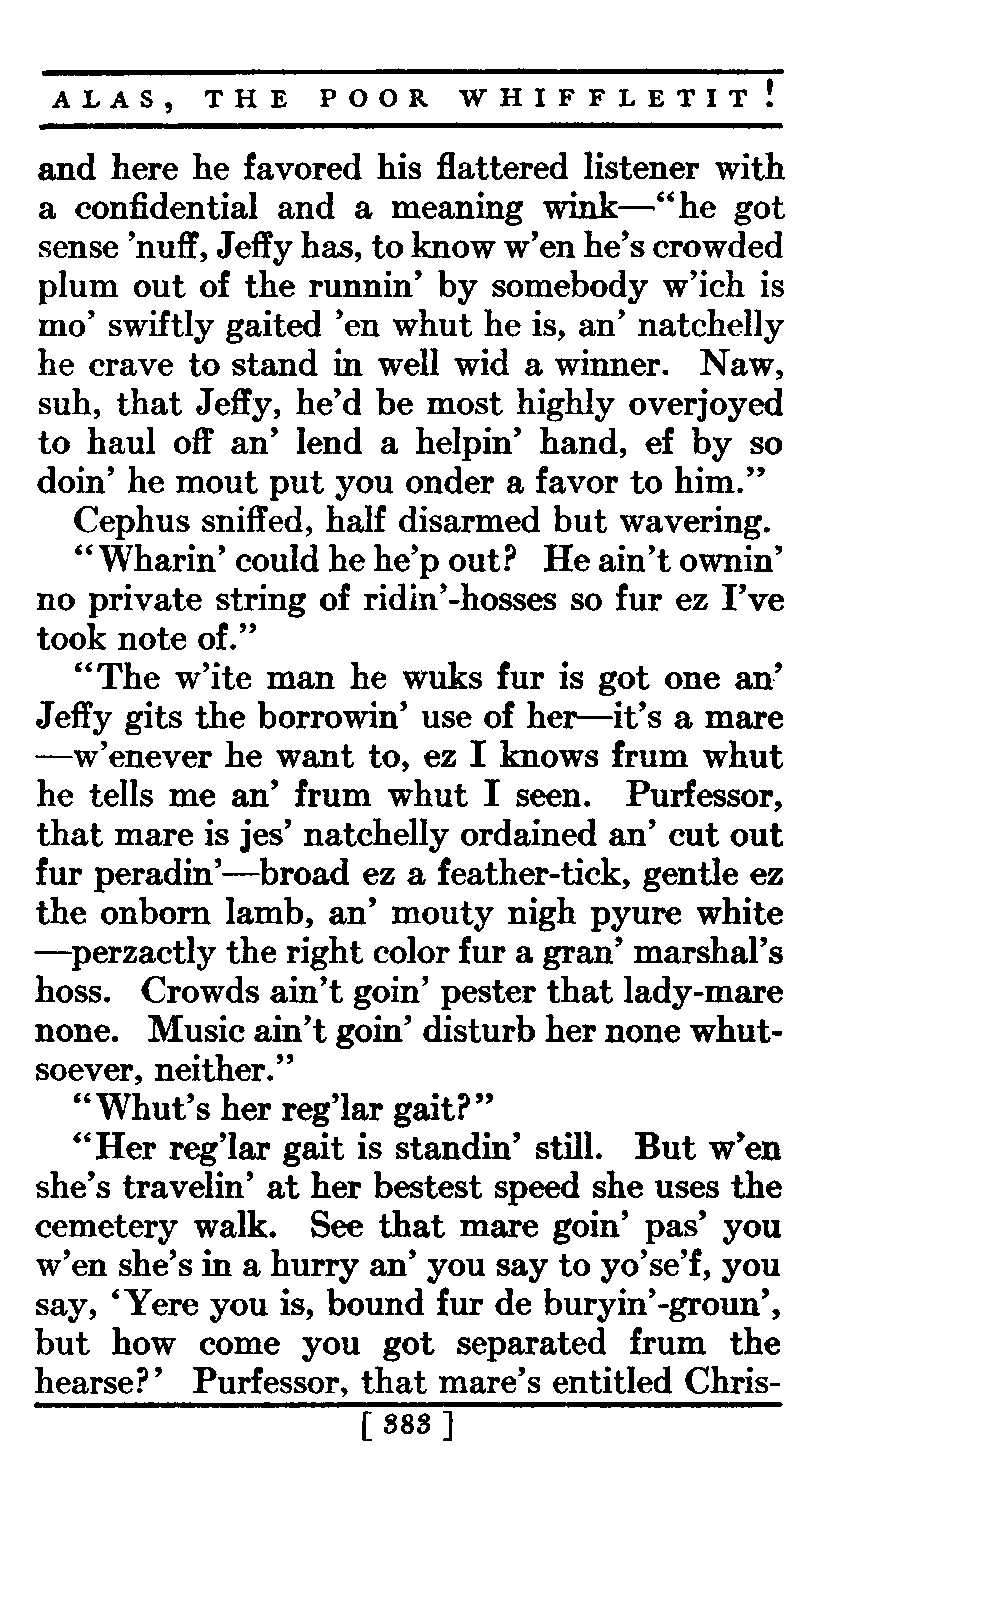 ALAS, THE POOR WHIFFLETIT!
and here he favored his flattered listener with
a confidential and a meaning wink—“he got
sense ’nuff, Jeffy has, to know w’en he’s crowded
plum out of the runnin’ by somebody w’ich is
mo’ swiftly gaited ’en whut he is, an’ natchelly
he crave to stand in well wid a winner. Naw,
suh, that Jeffy, he’d be most highly overjoyed
to haul off an’ lend a helpin’ hand, ef by so
doin’ he mout put you onder a favor to him.”
Cephus sniffed, half disarmed but wavering.
“Wharin’ could he he’p out? He ain’t ownin’
no private string of ridin’-hosses so fur ez I’ve
took note of.”
“The w’ite man he wuks fur is got one an’
Jeffy gits the borrowin’ use of her—it’s a mare
—w’enever he want to, ez I knows frum whut
he tells me an’ frum whut I seen. Purfessor,
that mare is jes’ natchelly ordained an’ cut out
fur peradin’—broad ez a feather-tick, gentle ez
the onborn lamb, an’ mouty nigh pyure white
—perzactly the right color fur a gran’ marshal’s
hoss. Crowds ain’t goin’ pester that lady-mare
none. Music ain’t goin’ disturb her none whut-
soever, neither.”
“Whut’s her reg’lar gait?”
“Her reg’lar gait is standin’ still. But w’en
she’s travelin’ at her bestest speed she uses the
cemetery walk. See that mare goin’ pas’ you
w’en she’s in a hurry an’ you say to yo’se’f, you
say, ‘Yere you is, bound fur de buryin’-groun’,
but how come you got separated frum the
hearse?’ Purfessor, that mare’s entitled Chris-
[ 383 ]